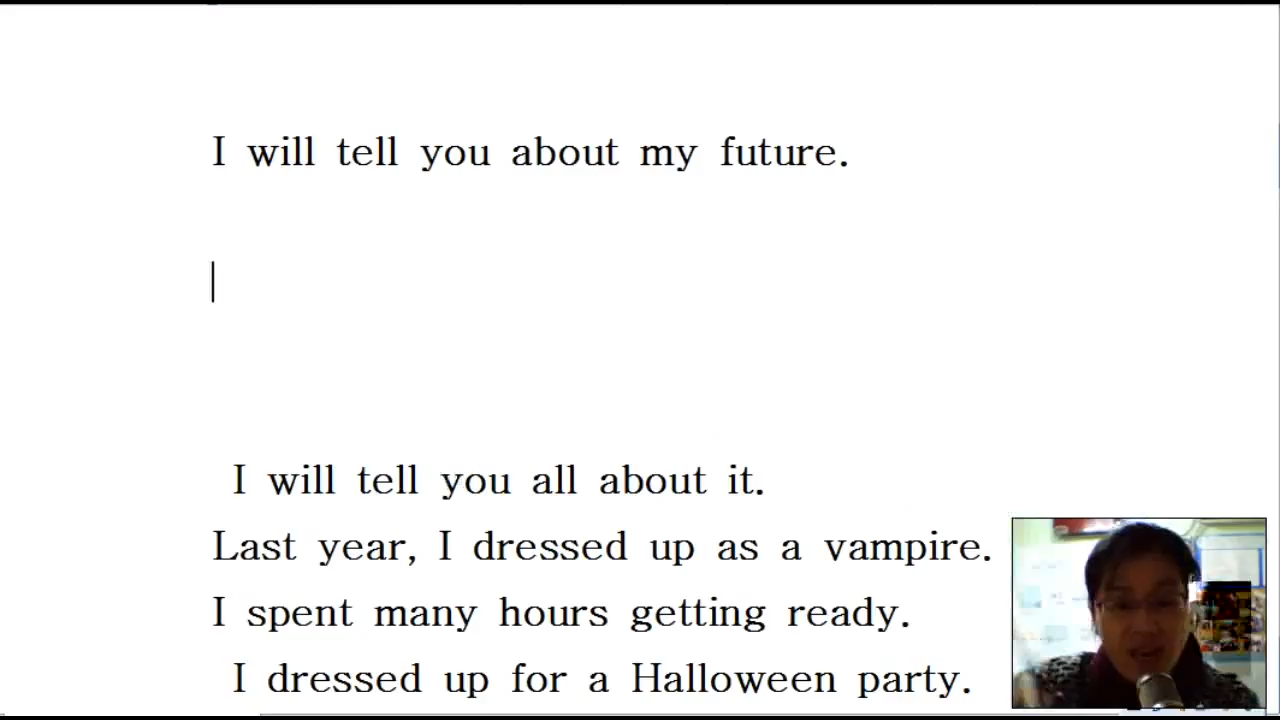 I will tell you about my future.
I will tell you all about it.
Last year, I dressed up as a vampire.
I spent many hours getting ready.
I dressed up for a Halloween party.